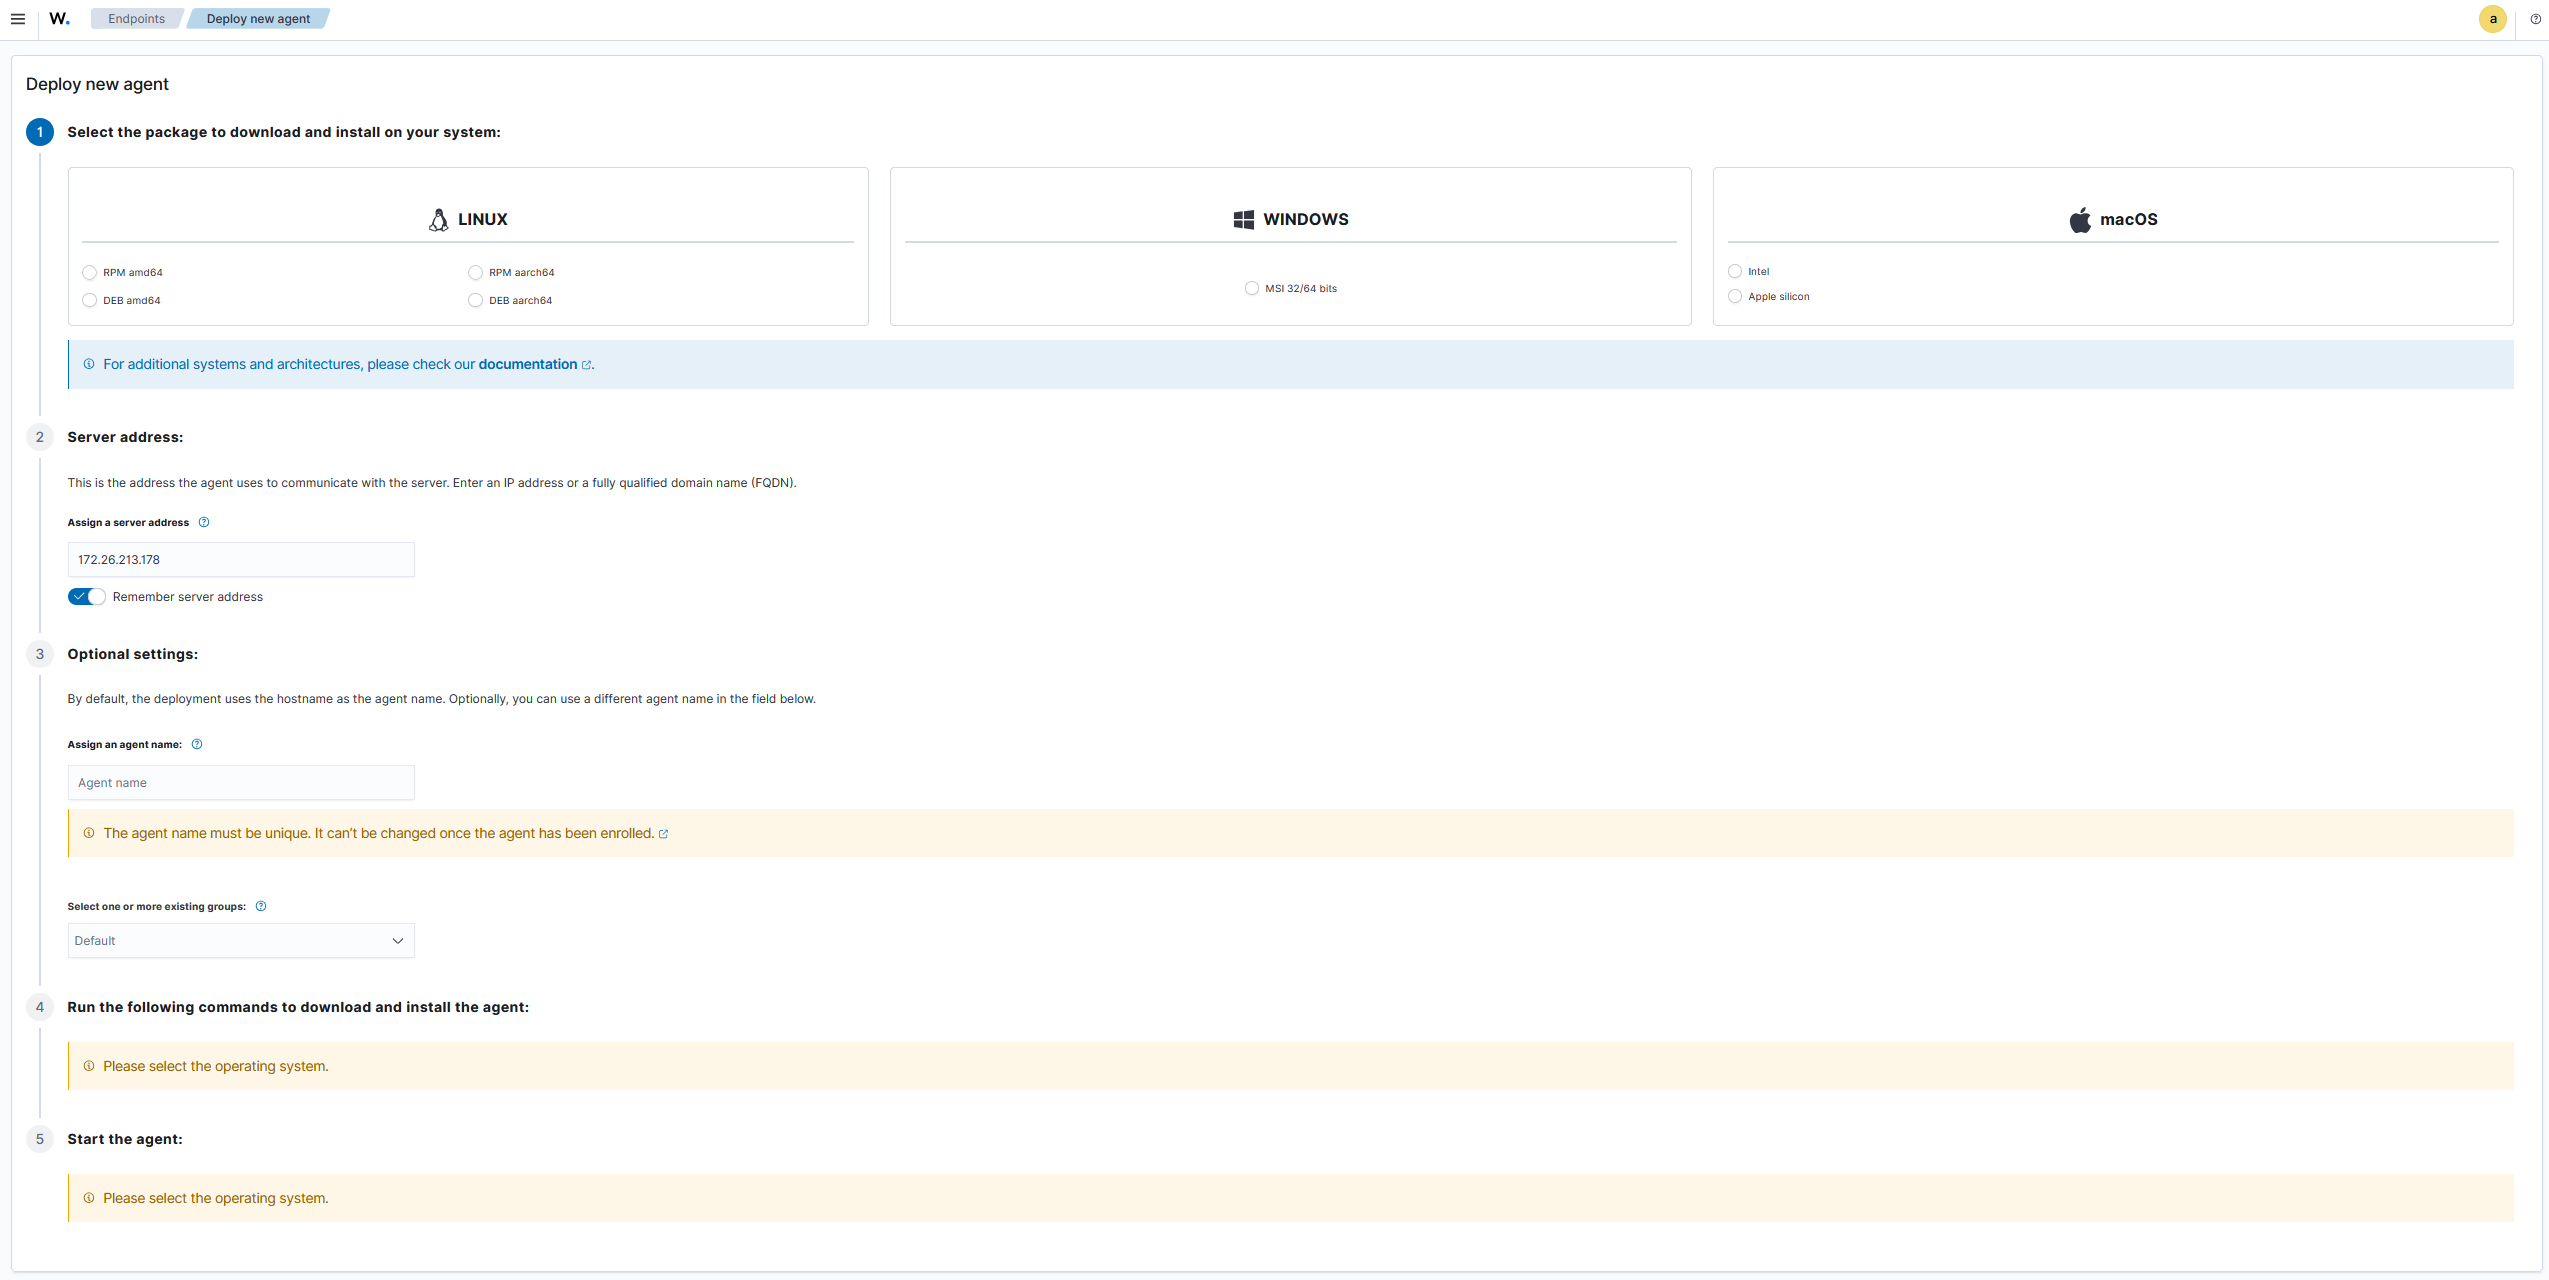 W. Endpoints Deploy new agent a
Deploy new agent
1 Select the package to download and install on your system:
LINUX
RPM amd64 RPM aarch64
DEB amd64 DEB aarch64
WINDOWS
MSI 32/64 bits
macOS
Intel
Apple silicon
For additional systems and architectures, please check our documentation.
2 Server address:
This is the address the agent uses to communicate with the server. Enter an IP address or a fully qualified domain name (FQDN).
Assign a server address
172.26.213.178
Remember server address
3 Optional settings:
By default, the deployment uses the hostname as the agent name. Optionally, you can use a different agent name in the field below.
Assign an agent name:
Agent name
The agent name must be unique. It can’t be changed once the agent has been enrolled.
Select one or more existing groups:
Default
4 Run the following commands to download and install the agent:
Please select the operating system.
5 Start the agent:
Please select the operating system.